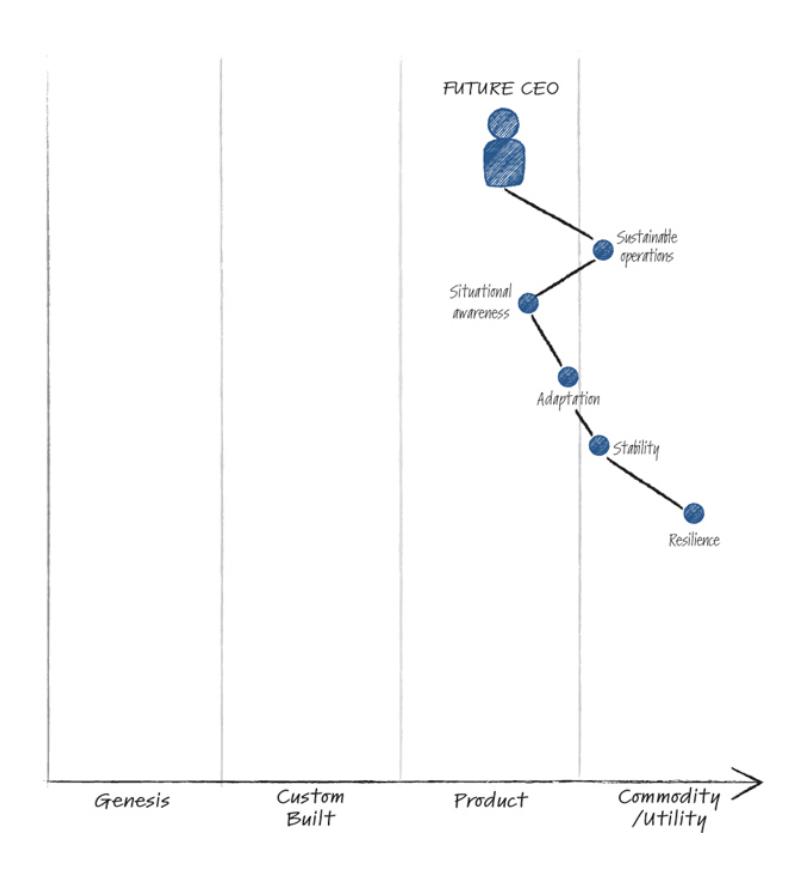 FUTURE CEO
Sustainable
operations
Situational
awareness
Adaptation
Stability
Resilience
Genesis
Custom
Built
Product
Commodity
/Utility